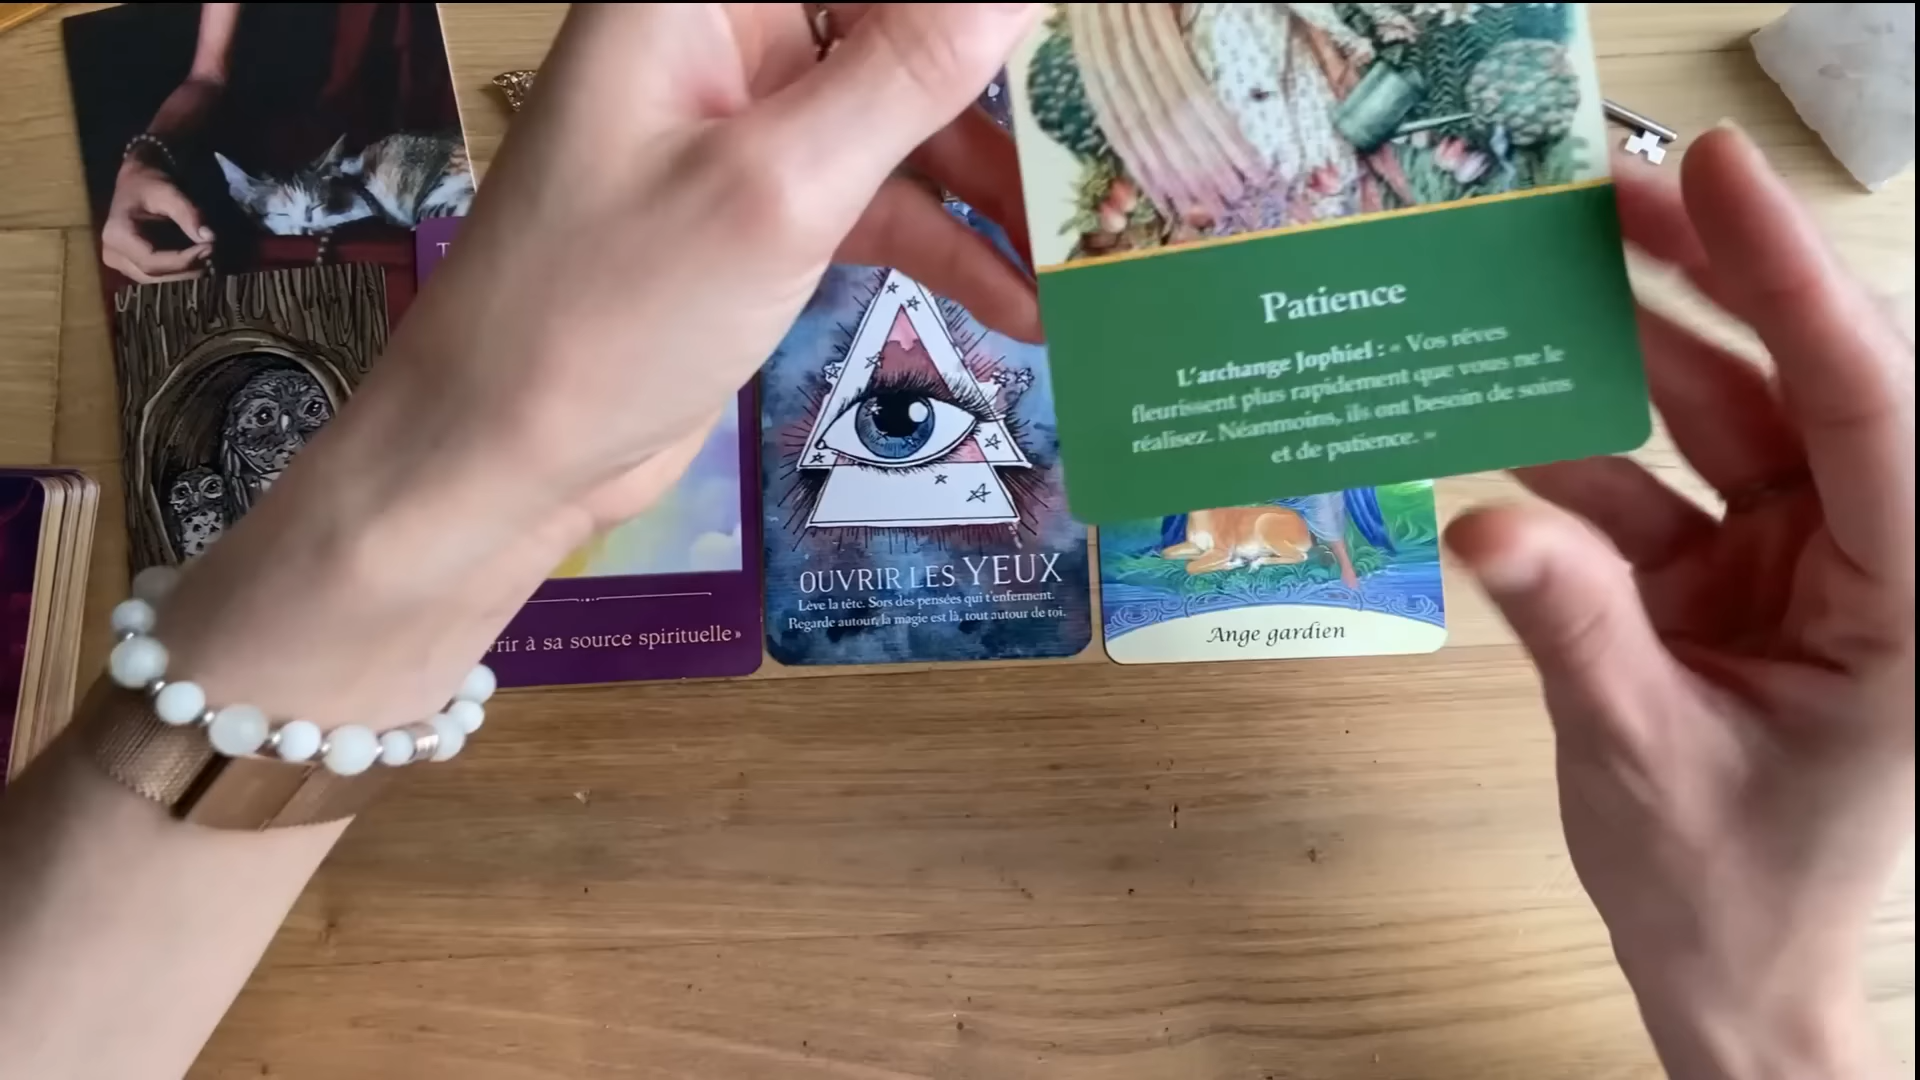 Patience
L'archange Jophiel : « Vos rêves
fleurissent plus rapidement que vous ne le
réalisez. Néanmoins, ils ont besoin de soins
et de patience. »
OUVRIR LES YEUX
Lève la tête. Sors des pensées qui t'enferment.
Regarde autour, la magie est là, tout autour de toi.
à sa source spirituelle»
Ange gardien